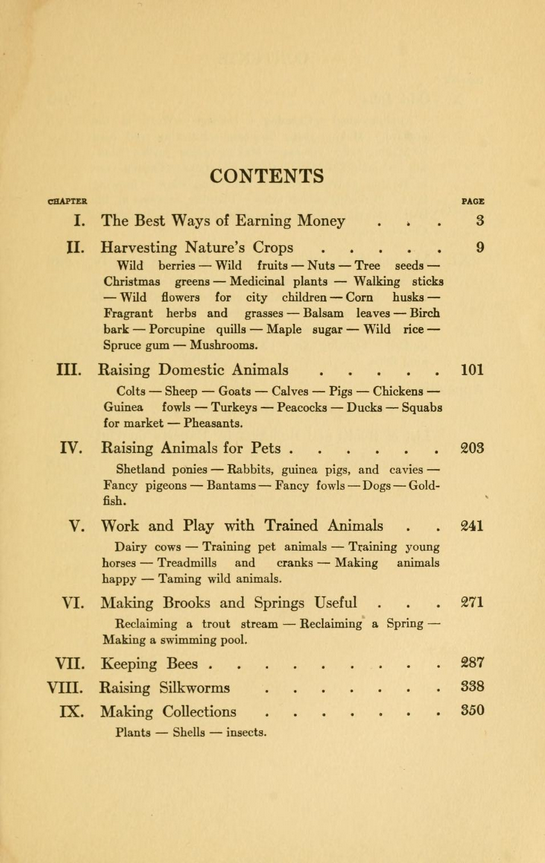 CONTENTS
CHAPTER PAGE
I. The Best Ways of Earning Money . . . 3
II. Harvesting Nature's Crops . . . . . 9
Wild berries — Wild fruits — Nuts — Tree seeds —
Christmas greens — Medicinal plants — Walking sticks
— Wild flowers for city children — Corn husks —
Fragrant herbs and grasses — Balsam leaves — Birch
bark — Porcupine quills — Maple sugar — Wild rice —
Spruce gum — Mushrooms.
III. Raising Domestic Animals . . . . . 101
Colts — Sheep — Goats — Calves — Pigs — Chickens —
Guinea fowls — Turkeys — Peacocks — Ducks — Squabs
for market — Pheasants.
IV. Raising Animals for Pets . . . . . . 203
Shetland ponies — Rabbits, guinea pigs, and cavies —
Fancy pigeons — Bantams — Fancy fowls — Dogs — Gold-
fish.
V. Work and Play with Trained Animals . . 241
Dairy cows — Training pet animals — Training young
horses — Treadmills and cranks — Making animals
happy — Taming wild animals.
VI. Making Brooks and Springs Useful . . . 271
Reclaiming a trout stream — Reclaiming a Spring —
Making a swimming pool.
VII. Keeping Bees . . . . . . . . . 287
VIII. Raising Silkworms . . . . . . . 338
IX. Making Collections . . . . . . . 350
Plants — Shells — insects.